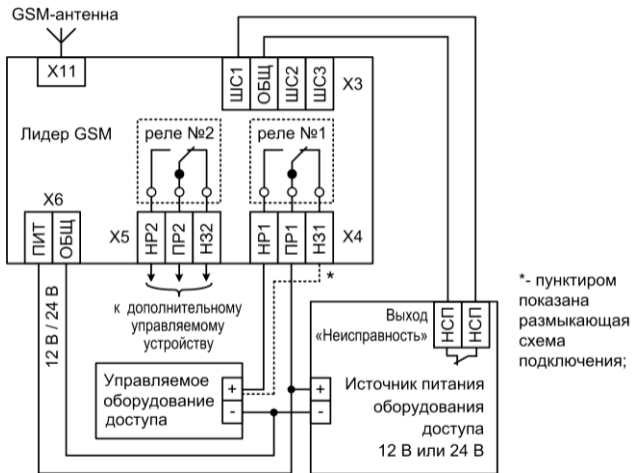 GSM-антенна
X11
ШС1
ОБЩ
ШС2
ШС3
X3
Лидер GSM
реле №2
реле №1
X6
ПИТ
ОБЩ
X5
НР2
ПР2
НЗ2
НР1
ПР1
НЗ1
X4
*
12 В / 24 В
к дополнительному
управляемому
устройству
Выход
«Неисправность»
НСП
НСП
*- пунктиром
показана
размыкающая
схема
подключения;
Управляемое
оборудование
доступа
+
-
+
-
Источник питания
оборудования
доступа
12 В или 24 В